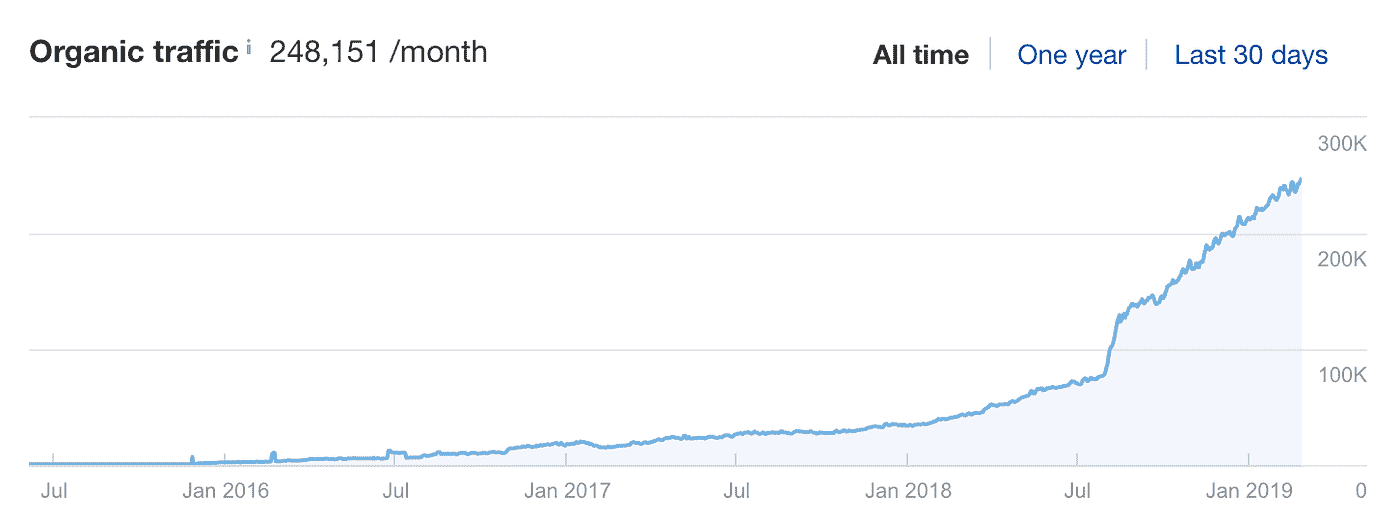 Organic traffic i 248,151 /month
All time One year Last 30 days
300K
200K
100K
Jul Jan 2016 Jul Jan 2017 Jul Jan 2018 Jul Jan 2019 0